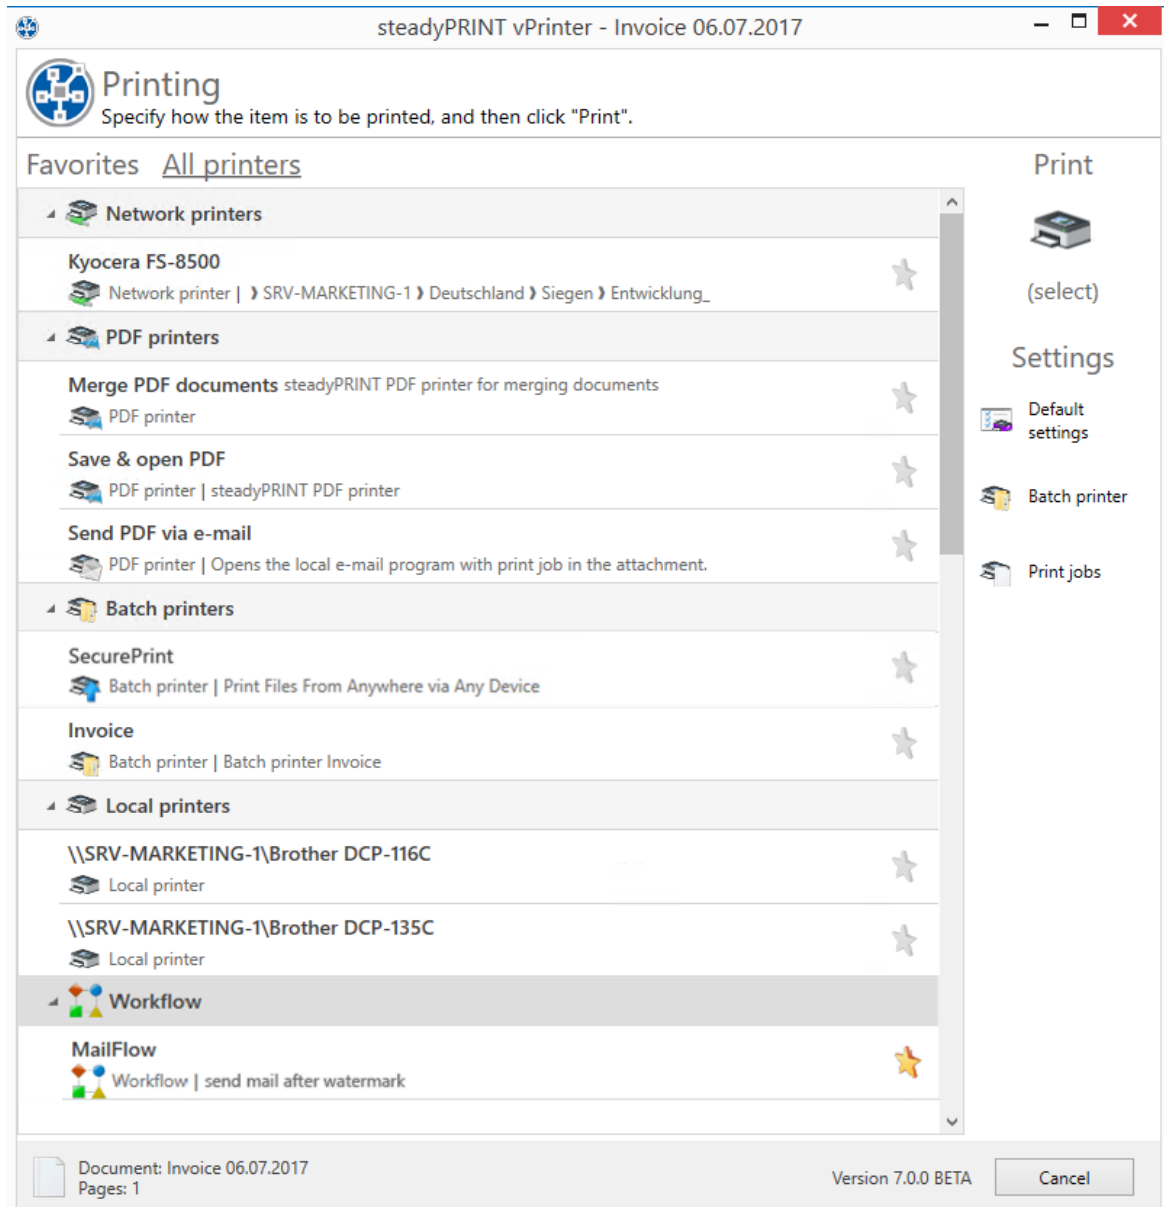 steadyPRINT vPrinter - Invoice 06.07.2017
Printing
Specify how the item is to be printed, and then click "Print".
Favorites All printers
Network printers
Kyocera FS-8500
Network printer | ❯ SRV-MARKETING-1 ❯ Deutschland ❯ Siegen ❯ Entwicklung_
PDF printers
Merge PDF documents steadyPRINT PDF printer for merging documents
PDF printer
Save & open PDF
PDF printer | steadyPRINT PDF printer
Send PDF via e-mail
PDF printer | Opens the local e-mail program with print job in the attachment.
Batch printers
SecurePrint
Batch printer | Print Files From Anywhere via Any Device
Invoice
Batch printer | Batch printer Invoice
Local printers
\\SRV-MARKETING-1\Brother DCP-116C
Local printer
\\SRV-MARKETING-1\Brother DCP-135C
Local printer
Workflow
MailFlow
Workflow | send mail after watermark
Print
(select)
Settings
Default
settings
Batch printer
Print jobs
Document: Invoice 06.07.2017
Pages: 1
Version 7.0.0 BETA
Cancel